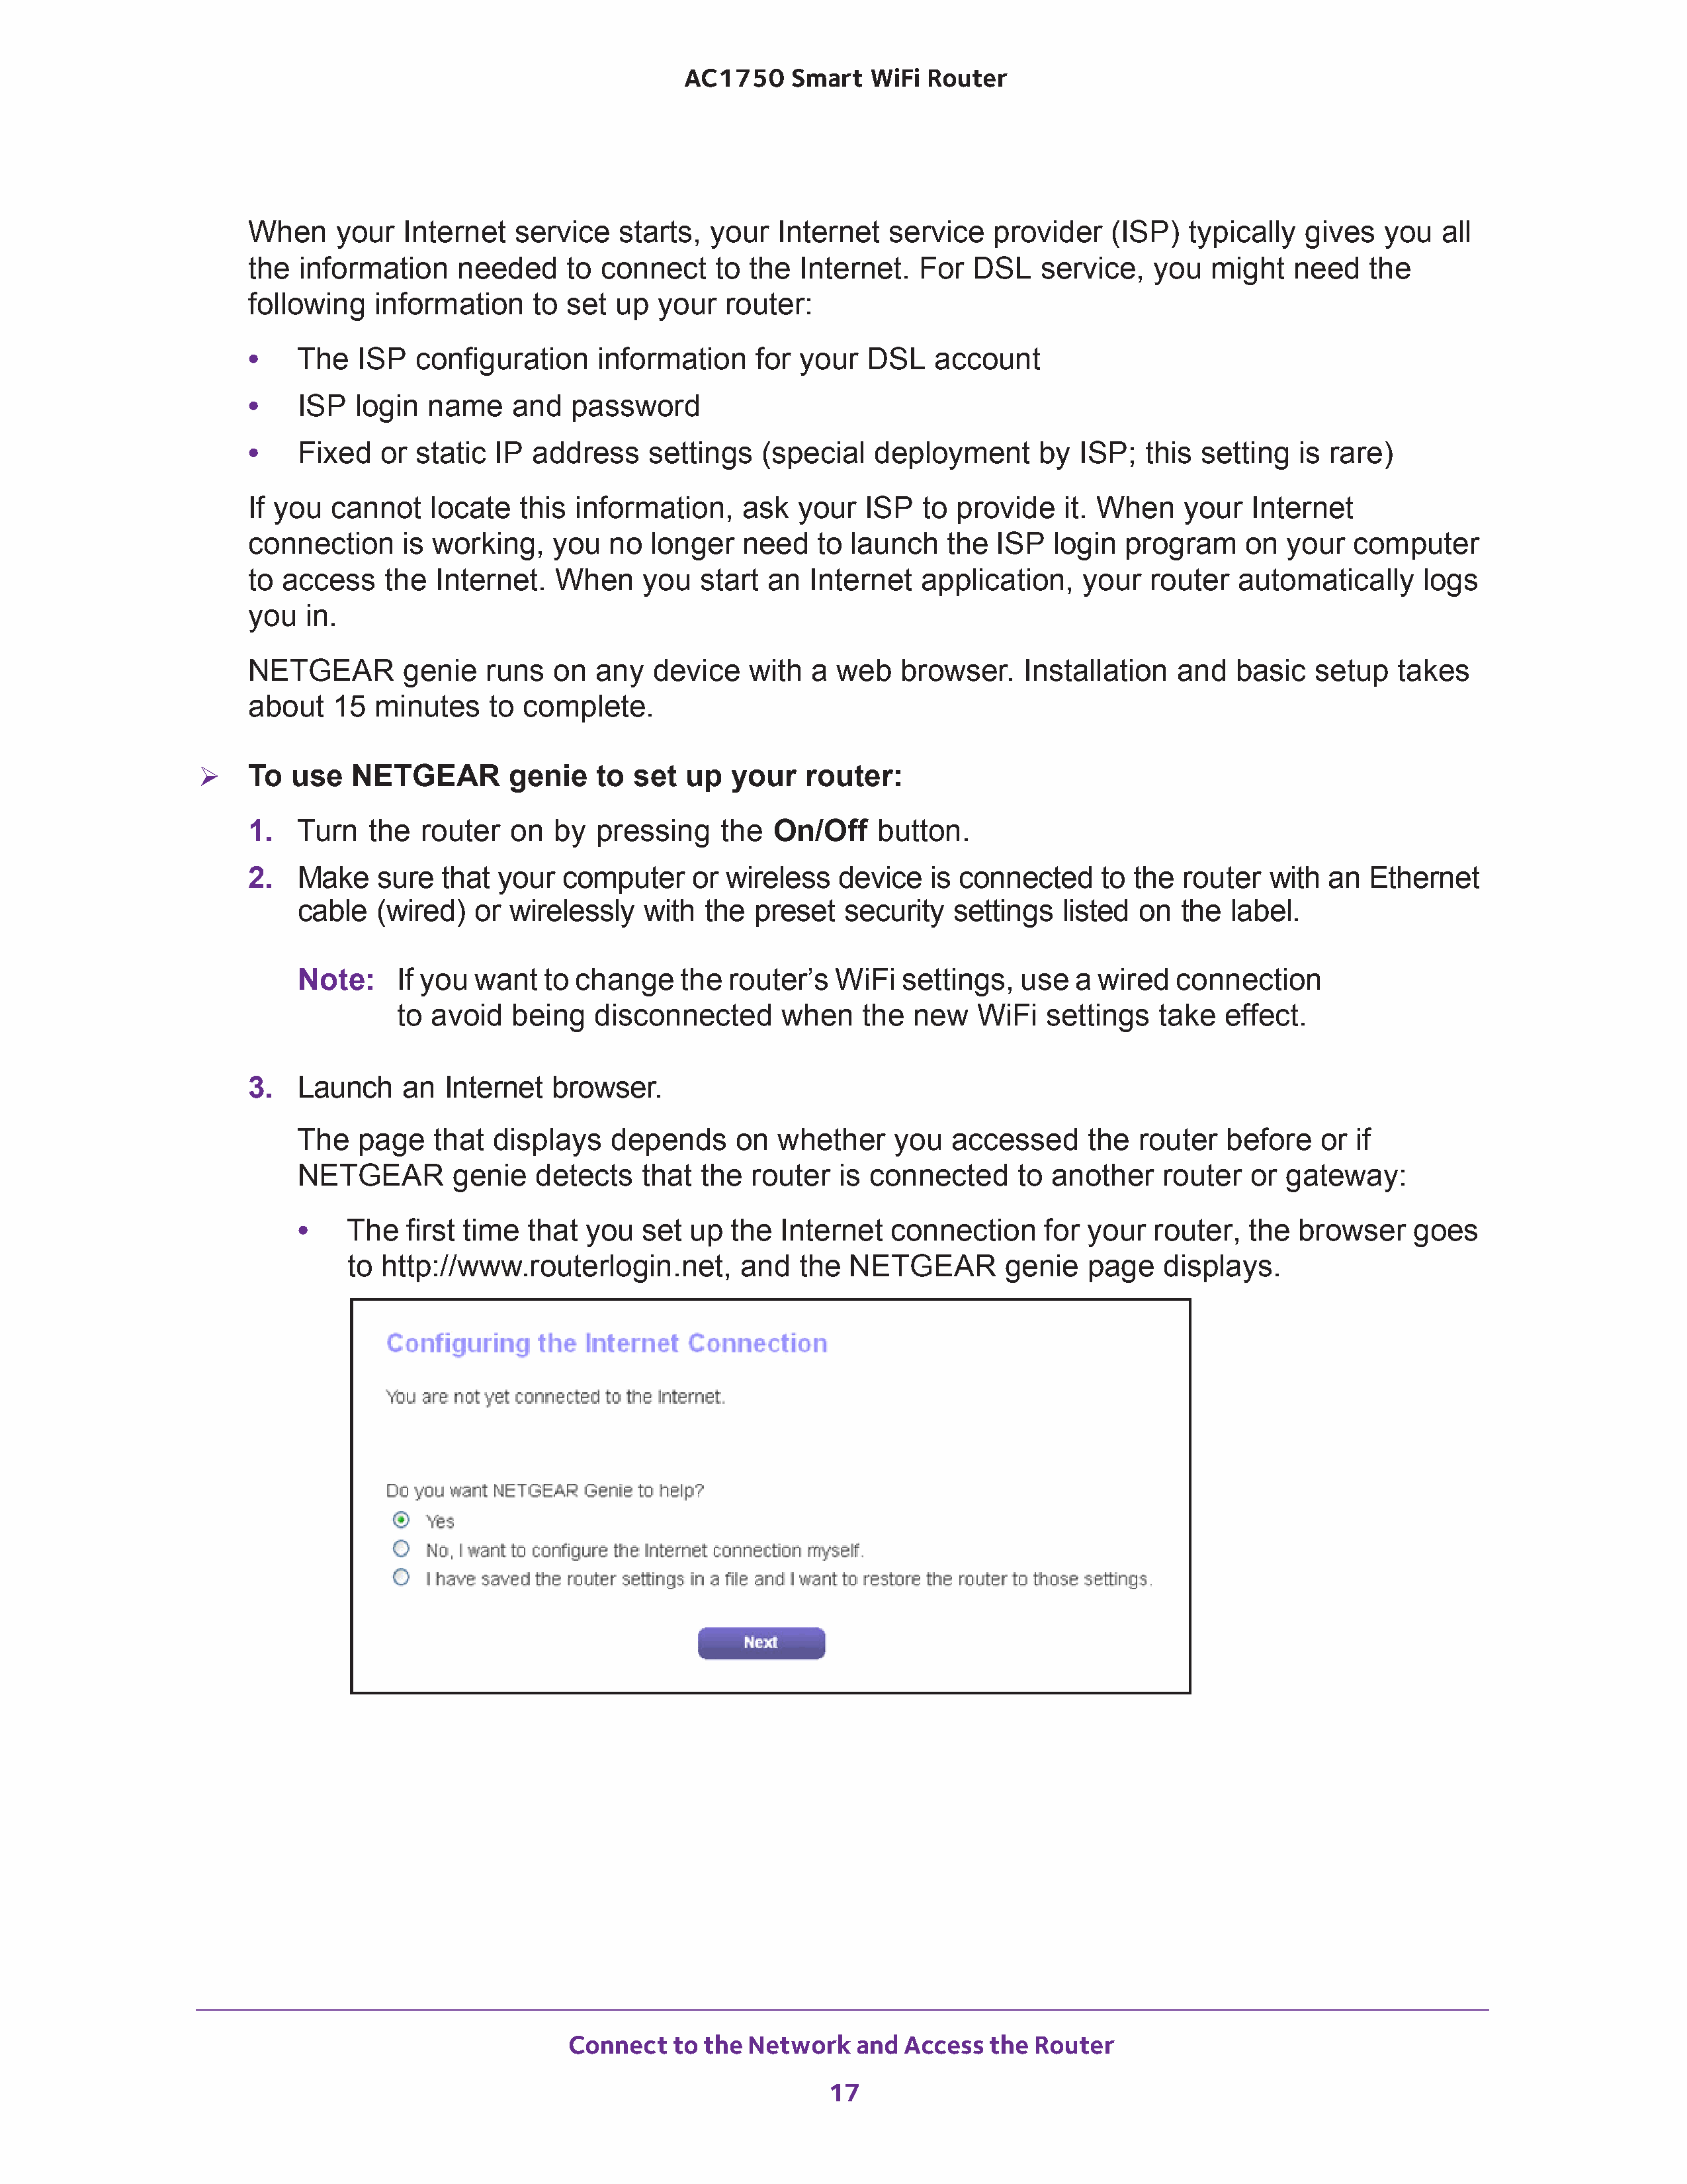 AC1750 Smart WiFi Router
When your Internet service starts, your Internet service provider (ISP) typically gives you all
the information needed to connect to the Internet. For DSL service, you might need the
following information to set up your router:
• The ISP configuration information for your DSL account
• ISP login name and password
• Fixed or static IP address settings (special deployment by ISP; this setting is rare)
If you cannot locate this information, ask your ISP to provide it. When your Internet
connection is working, you no longer need to launch the ISP login program on your computer
to access the Internet. When you start an Internet application, your router automatically logs
you in.
NETGEAR genie runs on any device with a web browser. Installation and basic setup takes
about 15 minutes to complete.
➢ To use NETGEAR genie to set up your router:
1. Turn the router on by pressing the On/Off button.
2. Make sure that your computer or wireless device is connected to the router with an Ethernet
cable (wired) or wirelessly with the preset security settings listed on the label.
Note: If you want to change the router’s WiFi settings, use a wired connection
to avoid being disconnected when the new WiFi settings take effect.
3. Launch an Internet browser.
The page that displays depends on whether you accessed the router before or if
NETGEAR genie detects that the router is connected to another router or gateway:
• The first time that you set up the Internet connection for your router, the browser goes
to http://www.routerlogin.net, and the NETGEAR genie page displays.
Configuring the Internet Connection
You are not yet connected to the Internet.
Do you want NETGEAR Genie to help?
Yes
No, I want to configure the Internet connection myself.
I have saved the router settings in a file and I want to restore the router to those settings.
Next
Connect to the Network and Access the Router
17